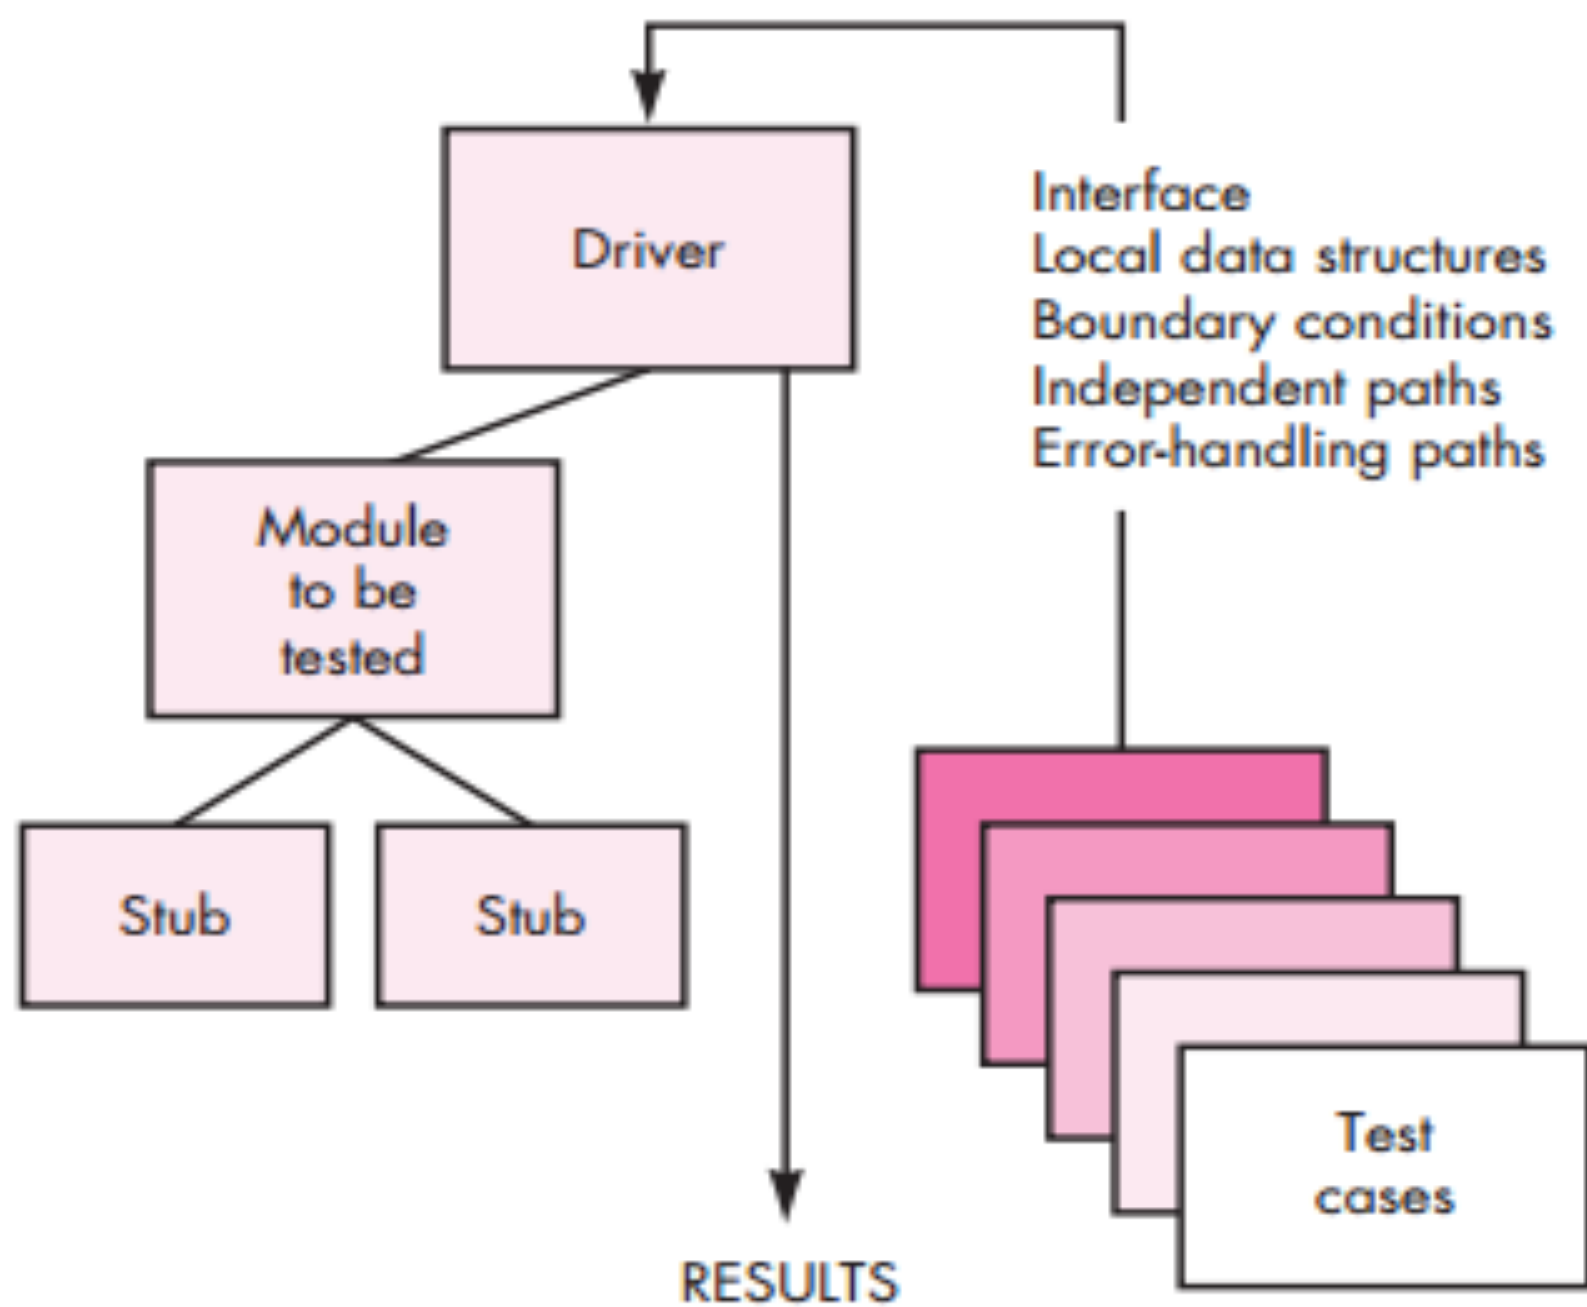 Driver
Interface
Local data structures
Boundary conditions
Independent paths
Error-handling paths
Module
to be
tested
Stub
Stub
Test
cases
RESULTS